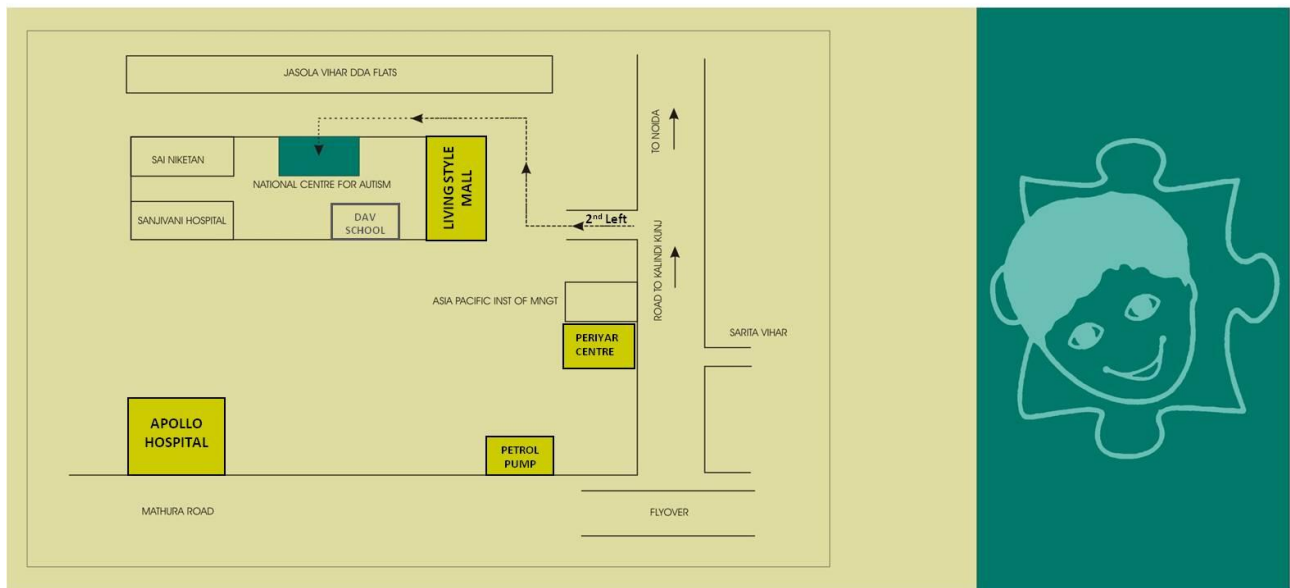 JASOLA VIHAR DDA FLATS
TO NOIDA
SAI NIKETAN
NATIONAL CENTRE FOR AUTISM
LIVING STYLE
MALL
SANJIVANI HOSPITAL
DAV
SCHOOL
2nd Left
ROAD TO KALINDI KUNJ
ASIA PACIFIC INST OF MNGT
PERIYAR
CENTRE
SARITA VIHAR
APOLLO
HOSPITAL
PETROL
PUMP
MATHURA ROAD
FLYOVER